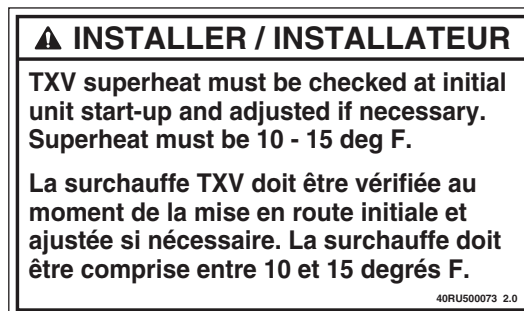 ⚠ INSTALLER / INSTALLATEUR
TXV superheat must be checked at initial
unit start-up and adjusted if necessary.
Superheat must be 10 - 15 deg F.
La surchauffe TXV doit être vérifiée au
moment de la mise en route initiale et
ajustée si nécessaire. La surchauffe doit
être comprise entre 10 et 15 degrés F.
40RU500073 2.0